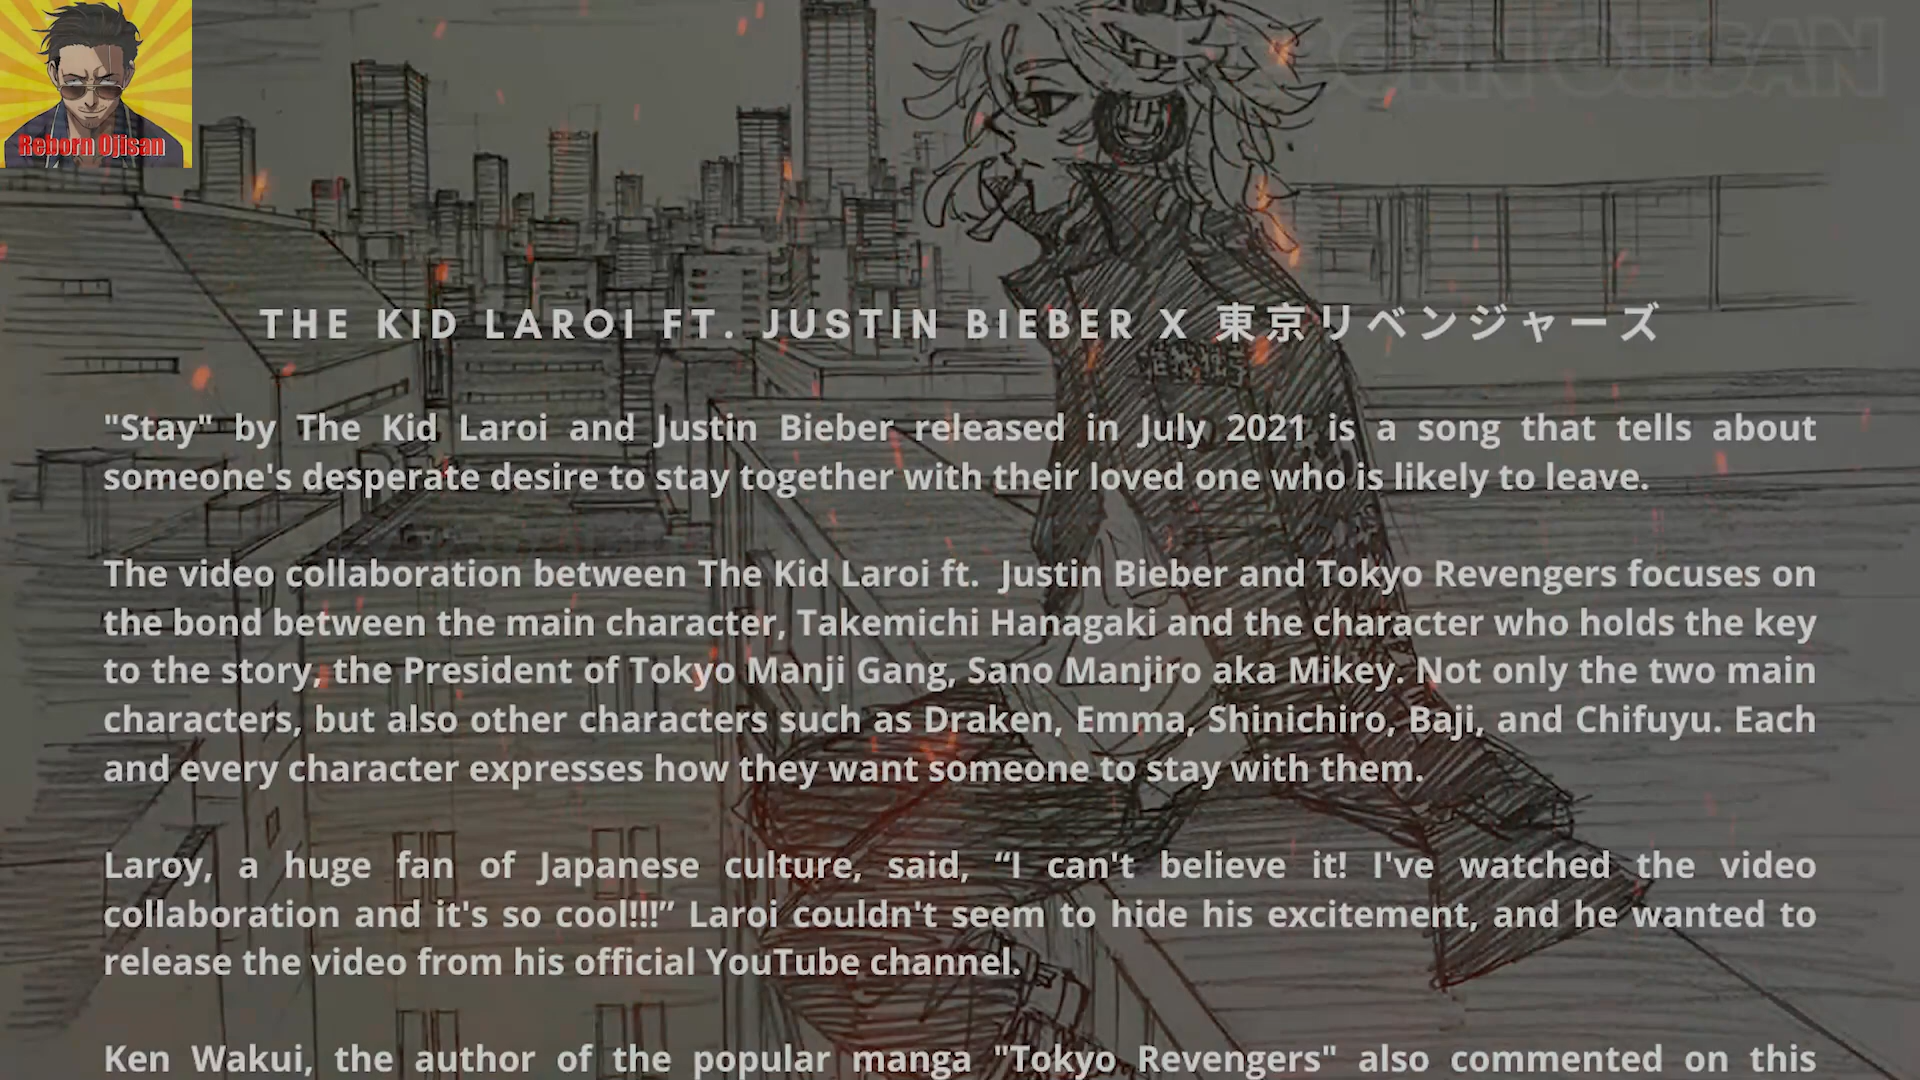 Reborn Ojisan
THE KID LAROI FT. JUSTIN BIEBER X 東京リベンジャーズ
"Stay" by The Kid Laroi and Justin Bieber released in July 2021 is a song that tells about
someone's desperate desire to stay together with their loved one who is likely to leave.
The video collaboration between The Kid Laroi ft. Justin Bieber and Tokyo Revengers focuses on
the bond between the main character, Takemichi Hanagaki and the character who holds the key
to the story, the President of Tokyo Manji Gang, Sano Manjiro aka Mikey. Not only the two main
characters, but also other characters such as Draken, Emma, Shinichiro, Baji, and Chifuyu. Each
and every character expresses how they want someone to stay with them.
Laroy, a huge fan of Japanese culture, said, “I can't believe it! I've watched the video
collaboration and it's so cool!!!” Laroi couldn't seem to hide his excitement, and he wanted to
release the video from his official YouTube channel.
Ken Wakui, the author of the popular manga "Tokyo Revengers" also commented on this